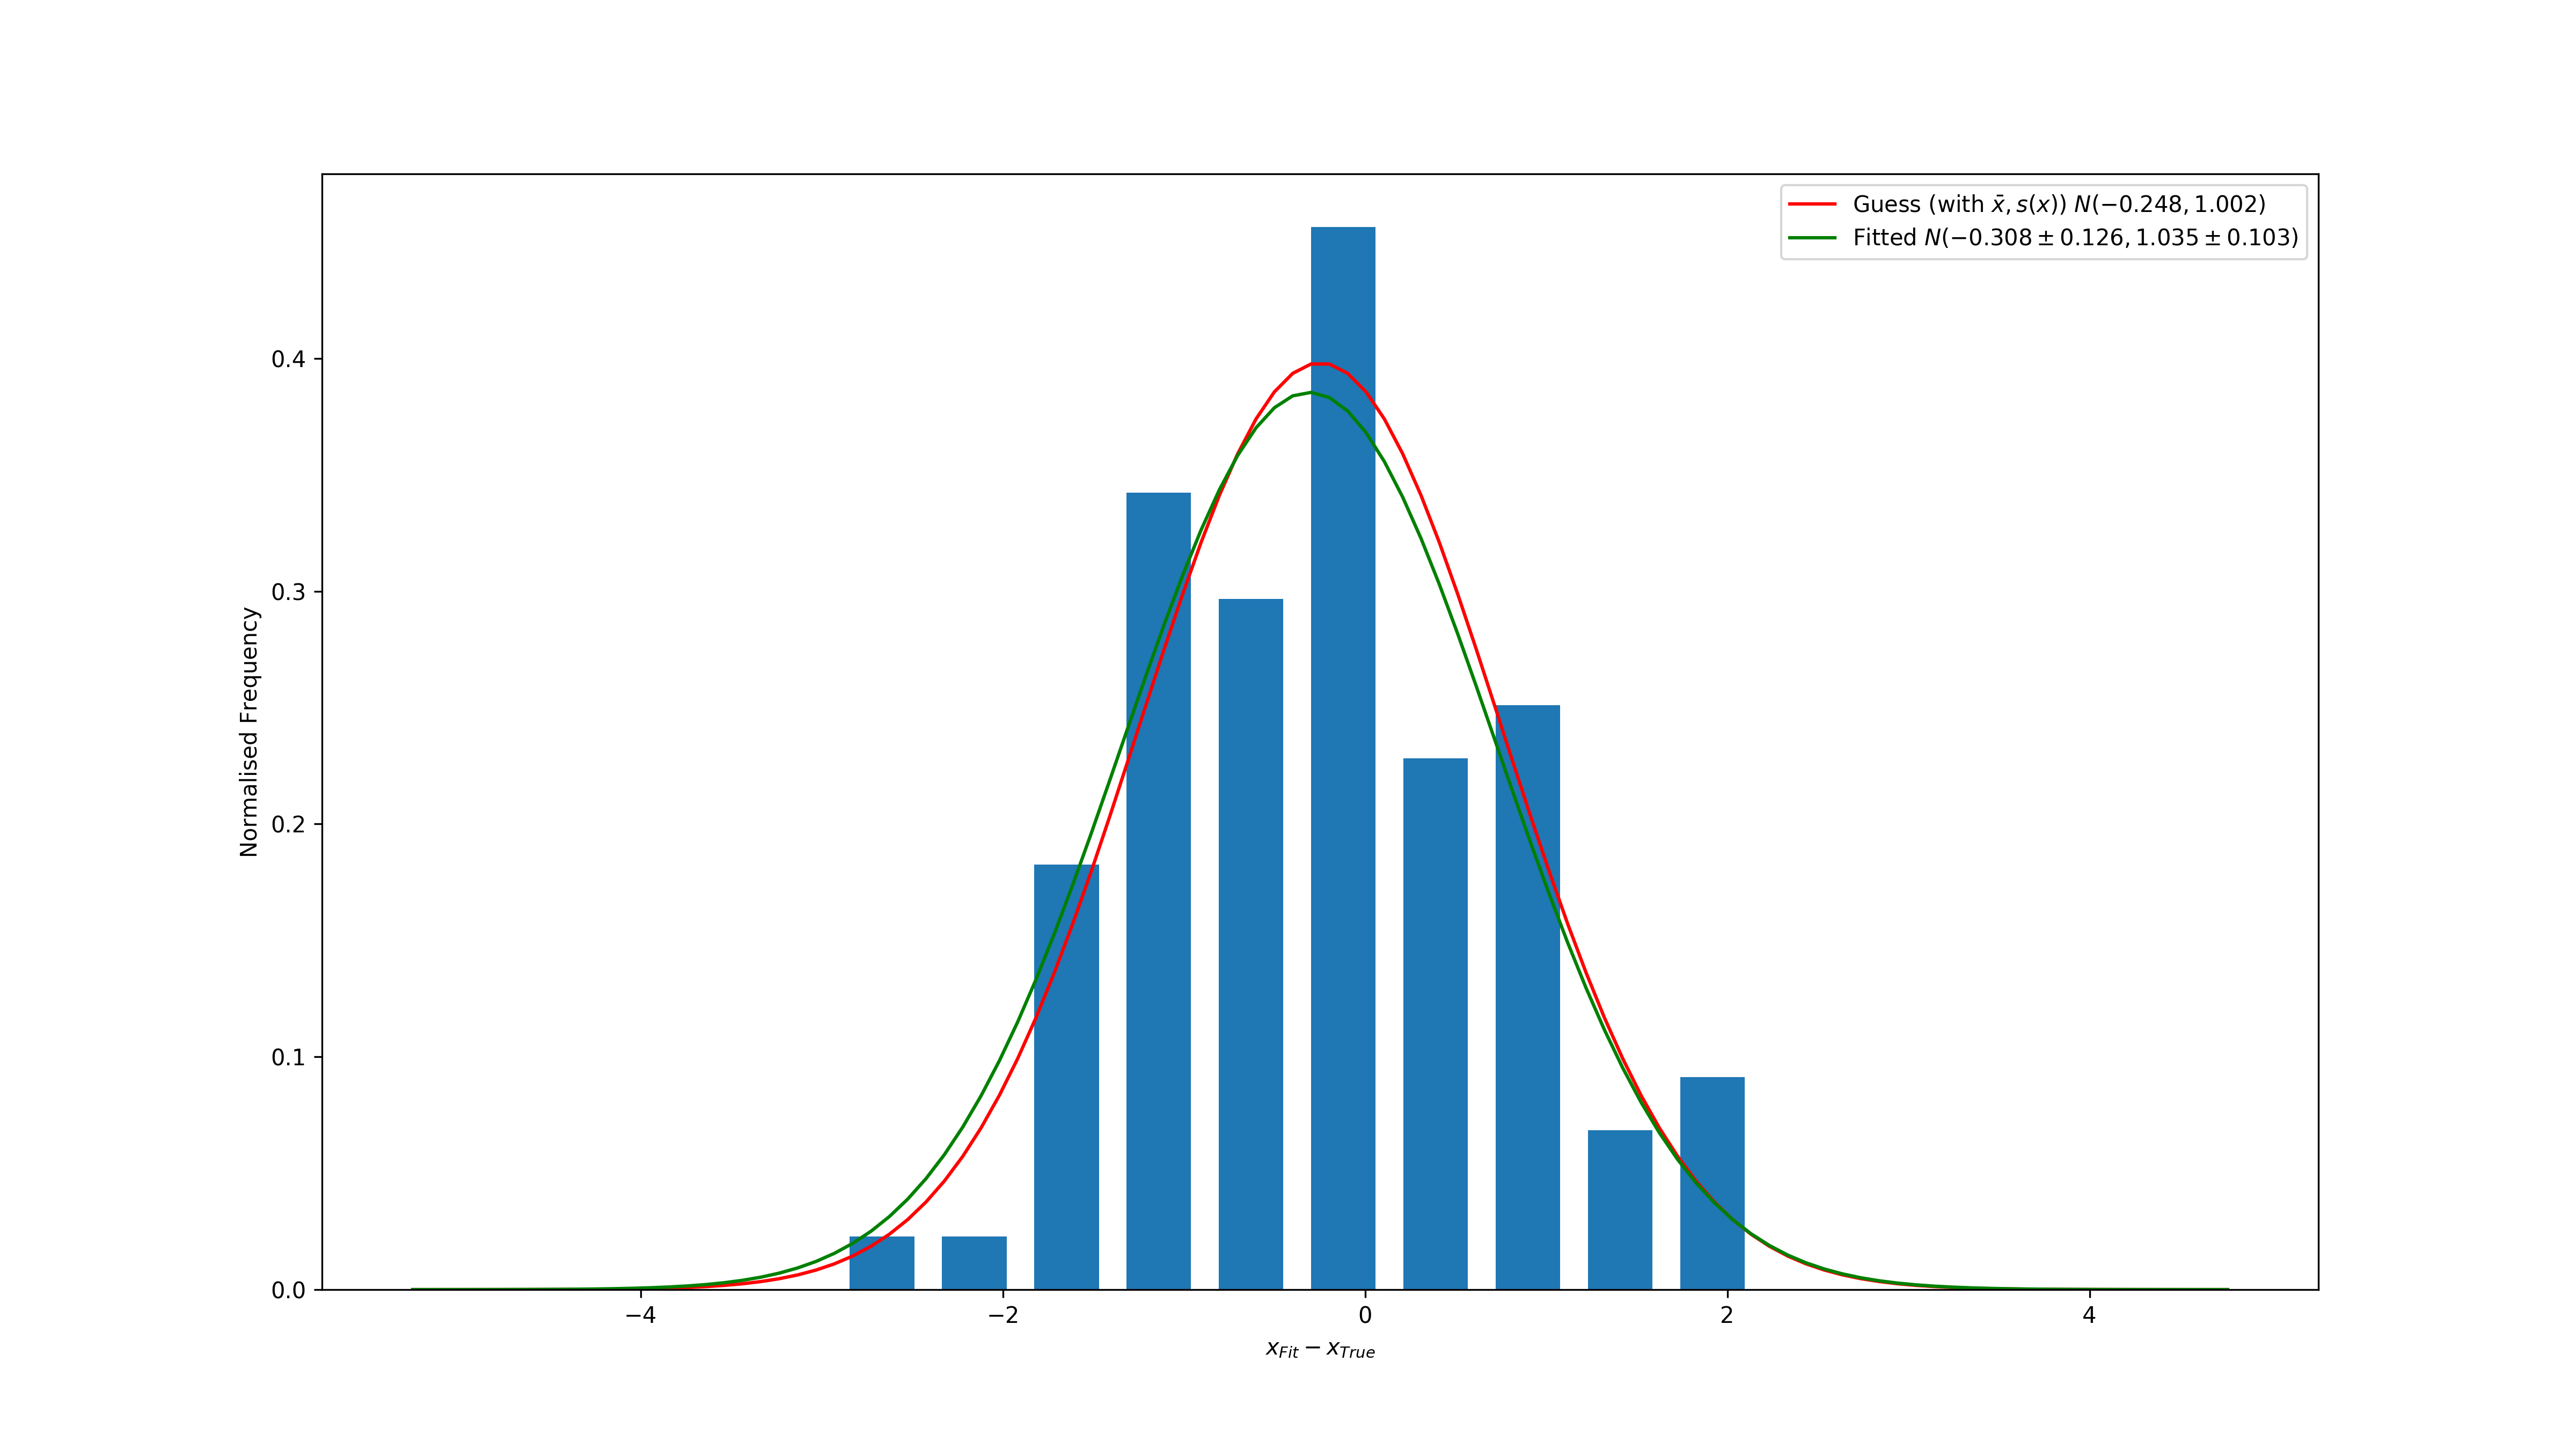 Guess (with x̄, s(x)) N(−0.248, 1.002)
Fitted N(−0.308 ± 0.126, 1.035 ± 0.103)
Normalised Frequency
0.4
0.3
0.2
0.1
0.0
−4 −2 0 2 4
x_Fit − x_True